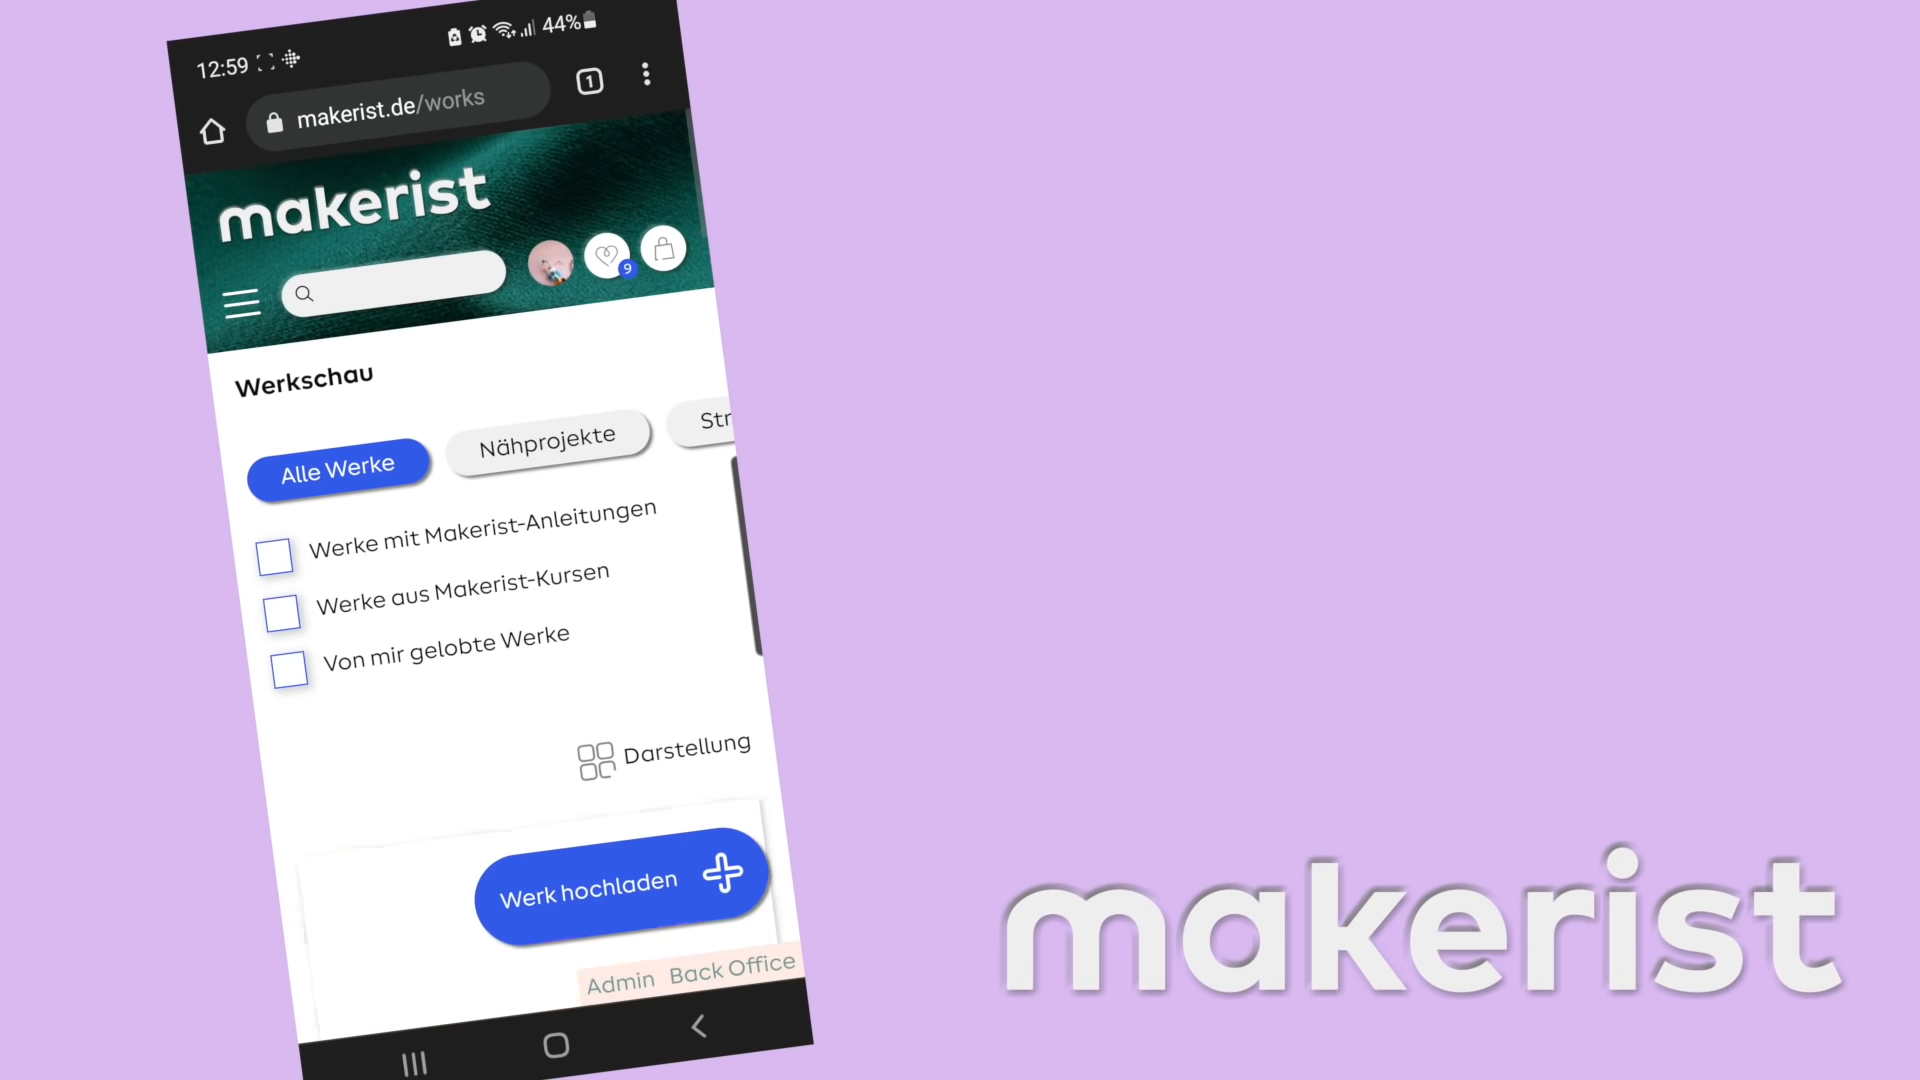 12:59 44%
makerist.de/works 1
makerist
9
Werkschau
Alle Werke Nähprojekte Str
Werke mit Makerist-Anleitungen
Werke aus Makerist-Kursen
Von mir gelobte Werke
Darstellung
Werk hochladen
Admin Back Office
makerist